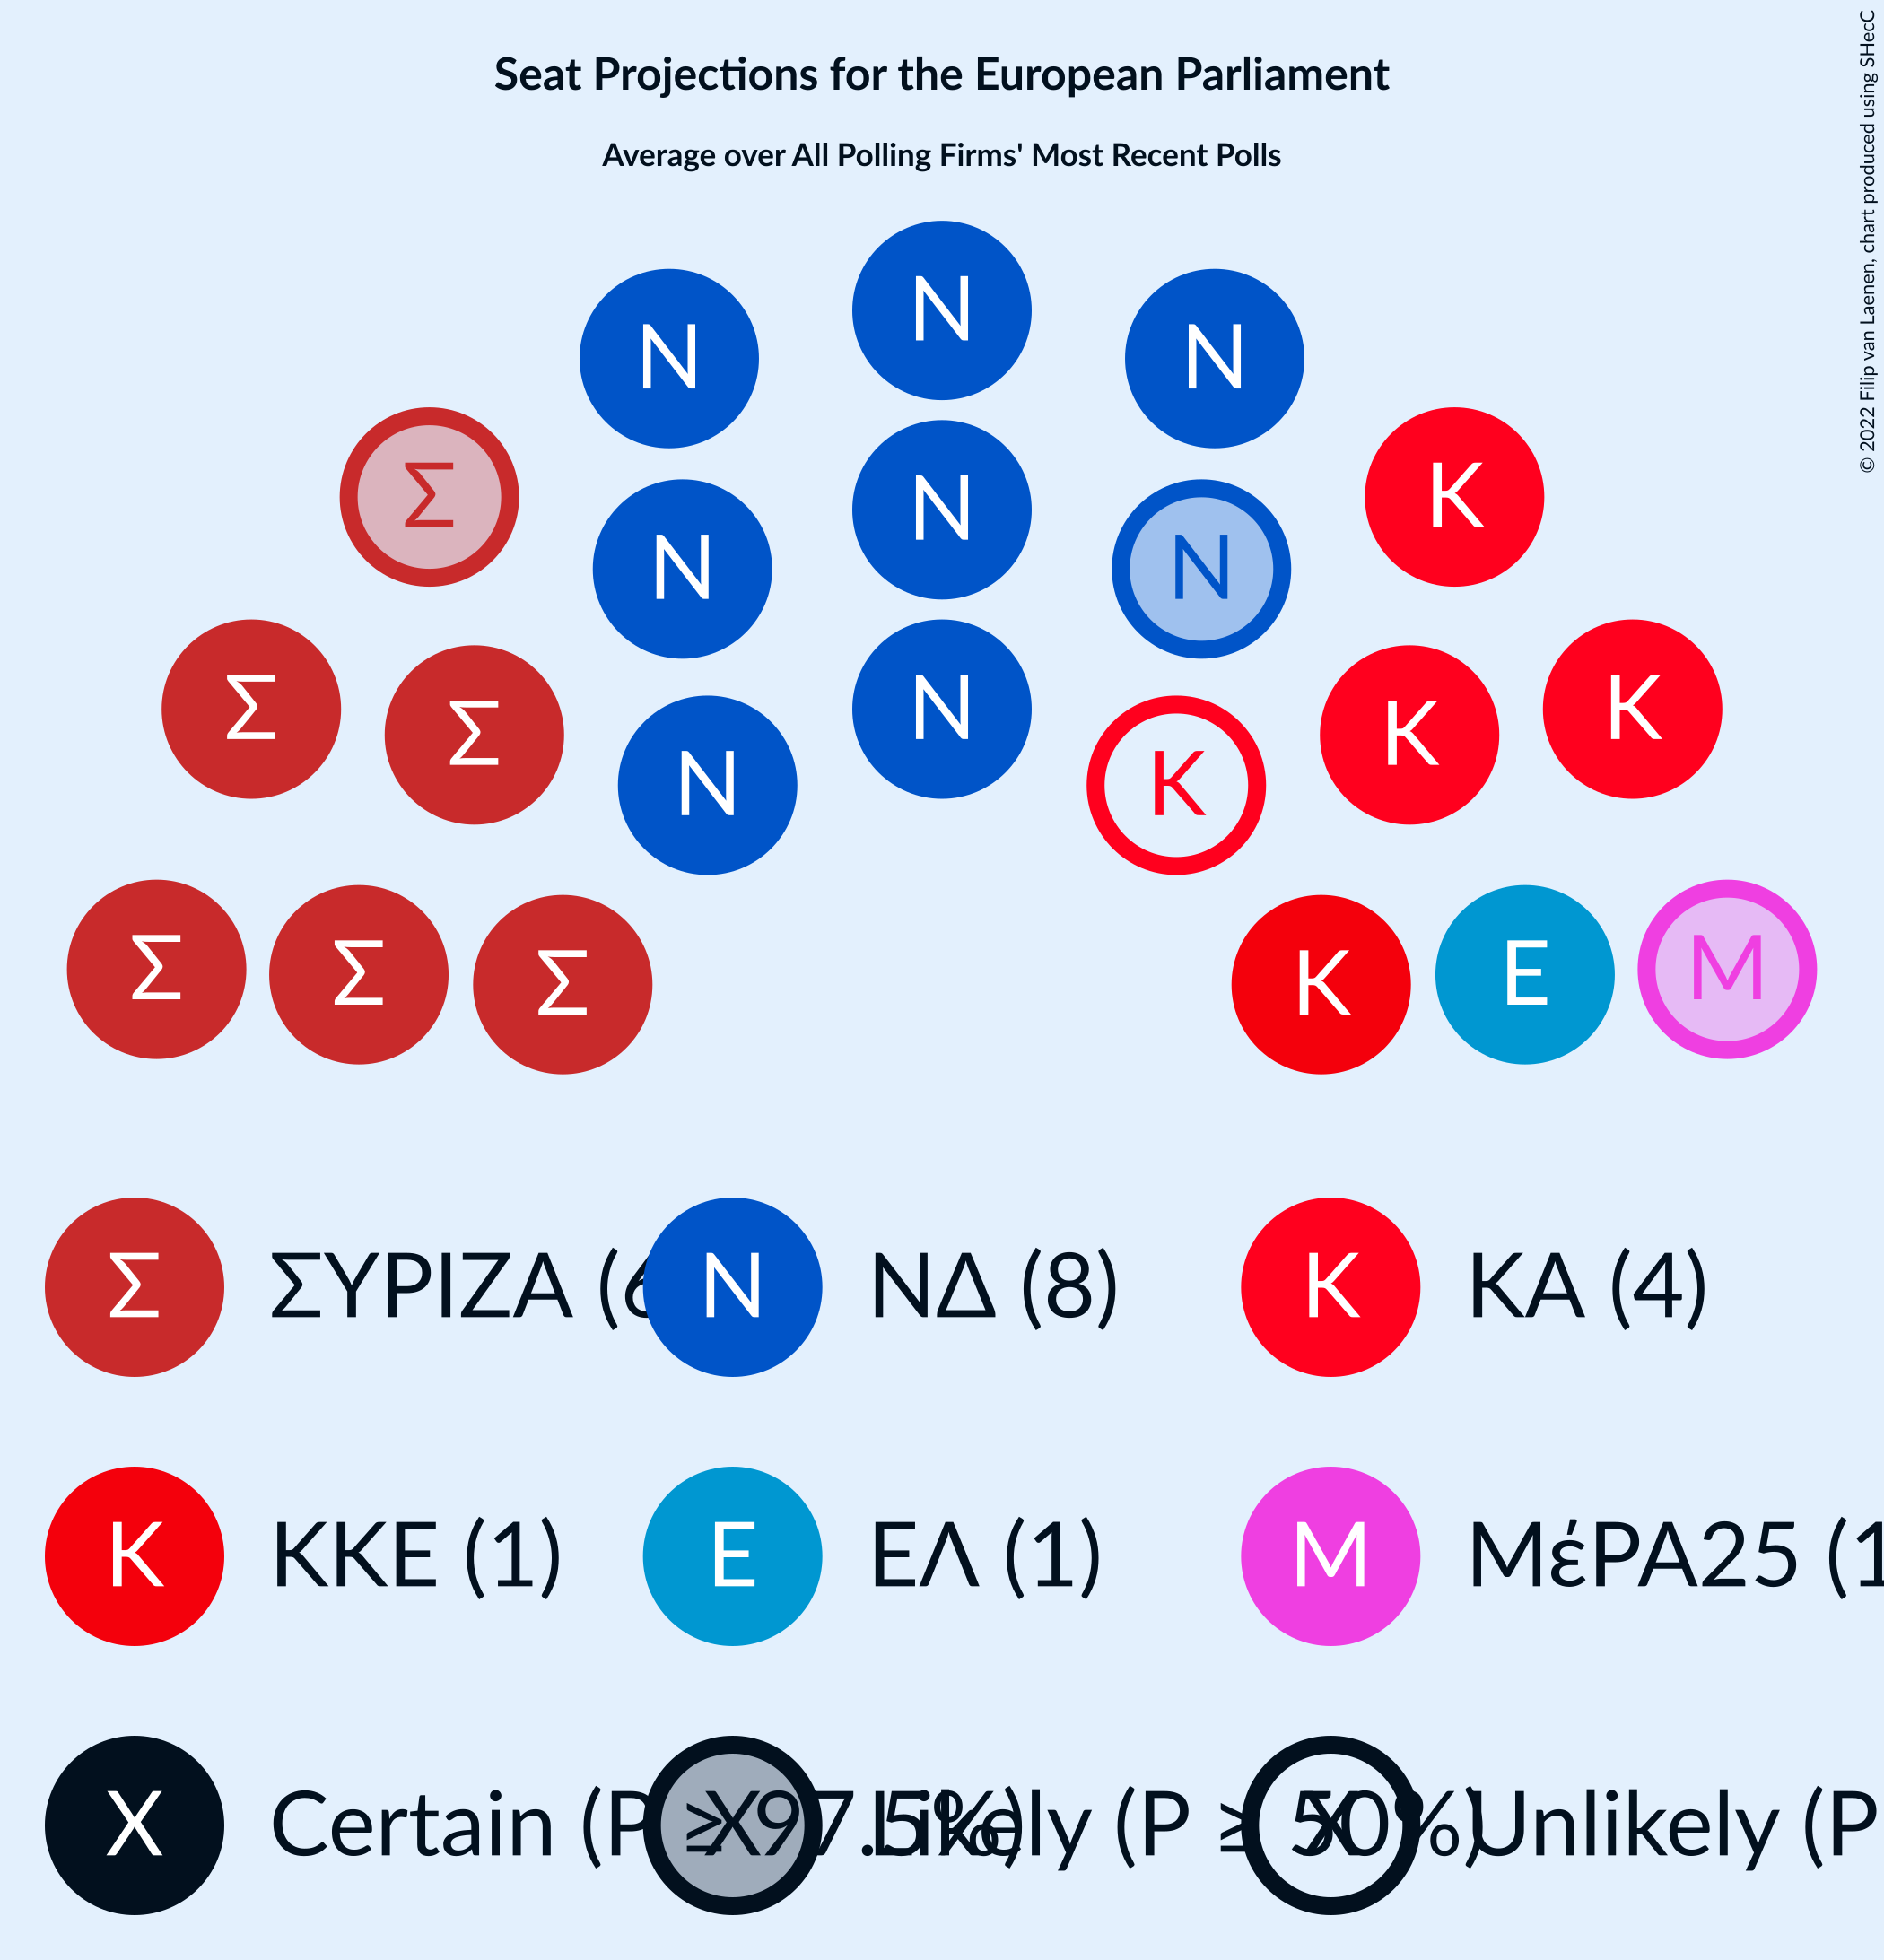 Seat Projections for the European Parliament
Average over All Polling Firms' Most Recent Polls
© 2022 Filip van Laenen, chart produced using SHecC
N
N N
Σ N K
N N
Σ Σ N K K
N K
Σ Σ Σ K E M
Σ ΣΥΡΙΖΑ (6 N ΝΔ (8) K ΚΑ (4)
K ΚΚΕ (1) E ΕΛ (1) M ΜέΡΑ25 (1
X Certain (P ≥ 97.5%) X Likely (P ≥ 50%) X Unlikely (P